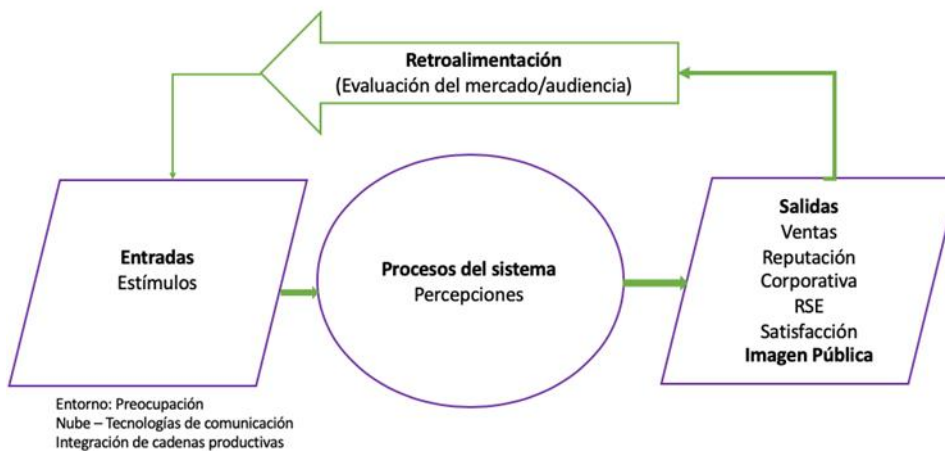 Retroalimentación
(Evaluación del mercado/audiencia)
Entradas
Estímulos
Procesos del sistema
Percepciones
Salidas
Ventas
Reputación
Corporativa
RSE
Satisfacción
Imagen Pública
Entorno: Preocupación
Nube – Tecnologías de comunicación
Integración de cadenas productivas